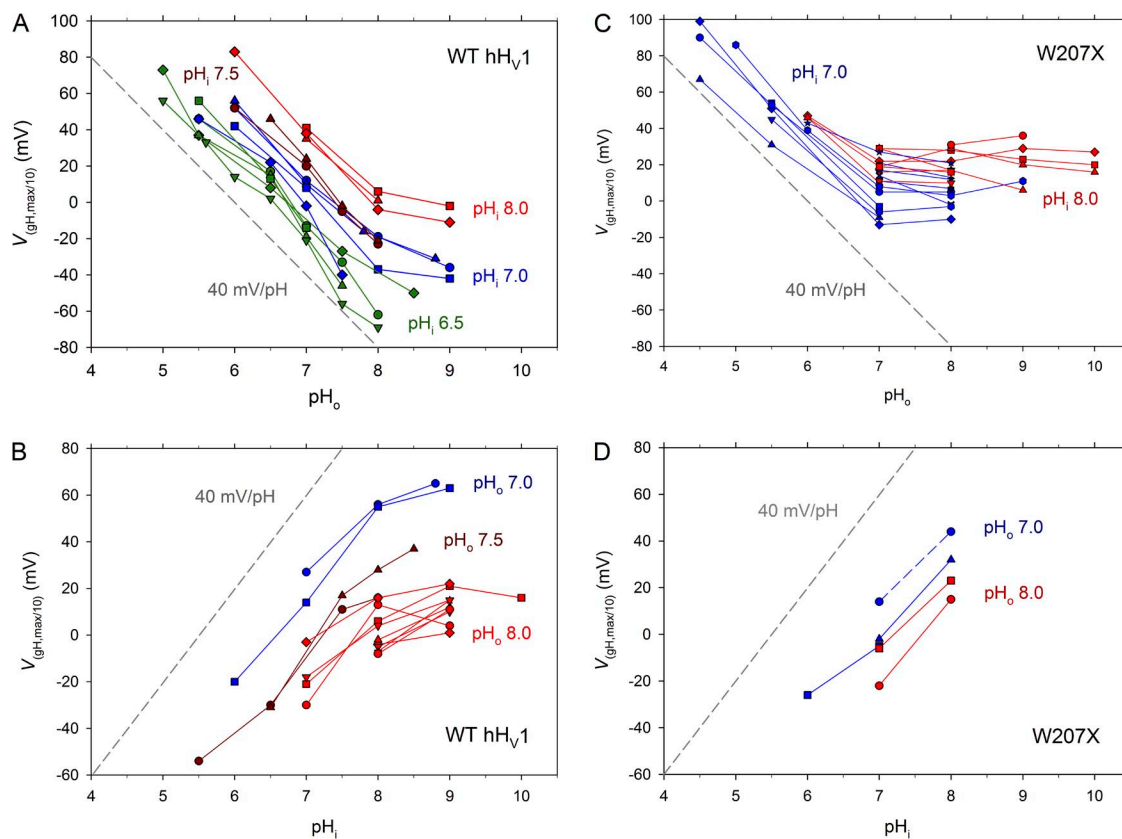 A
WT hHV1
V(gH,max/10) (mV)
100
80
60
40
20
0
-20
-40
-60
-80
pHi 7.5
pHi 8.0
pHi 7.0
pHi 6.5
40 mV/pH
4 5 6 7 8 9 10
pHo
C
W207X
V(gH,max/10) (mV)
100
80
60
40
20
0
-20
-40
-60
-80
pHi 7.0
pHi 8.0
40 mV/pH
4 5 6 7 8 9 10
pHo
B
V(gH,max/10) (mV)
80
60
40
20
0
-20
-40
-60
40 mV/pH
pHo 7.0
pHo 7.5
pHo 8.0
WT hHV1
4 5 6 7 8 9 10
pHi
D
V(gH,max/10) (mV)
80
60
40
20
0
-20
-40
-60
40 mV/pH
pHo 7.0
pHo 8.0
W207X
4 5 6 7 8 9 10
pHi